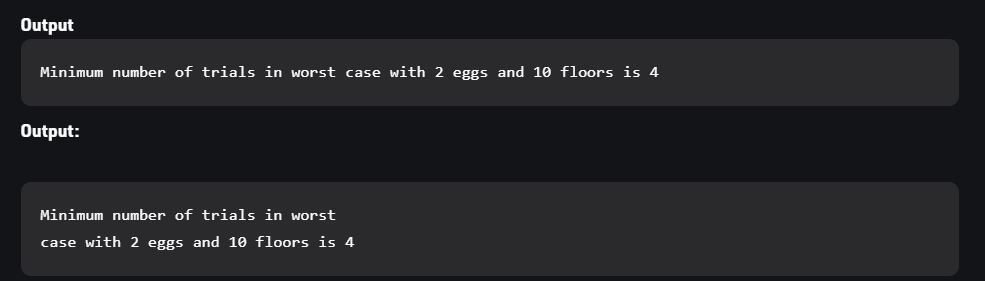 Output
Minimum number of trials in worst case with 2 eggs and 10 floors is 4
Output:
Minimum number of trials in worst
case with 2 eggs and 10 floors is 4